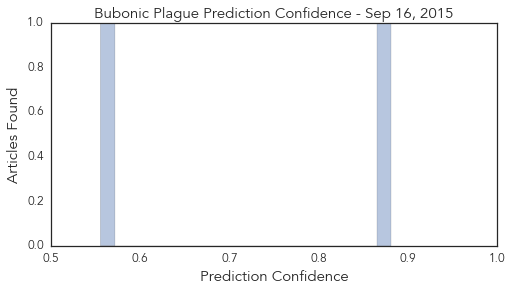 Bubonic Plague Prediction Confidence - Sep 16, 2015
1.0
0.8
0.6
0.4
0.2
0.0
Articles Found
0.5 0.6 0.7 0.8 0.9 1.0
Prediction Confidence